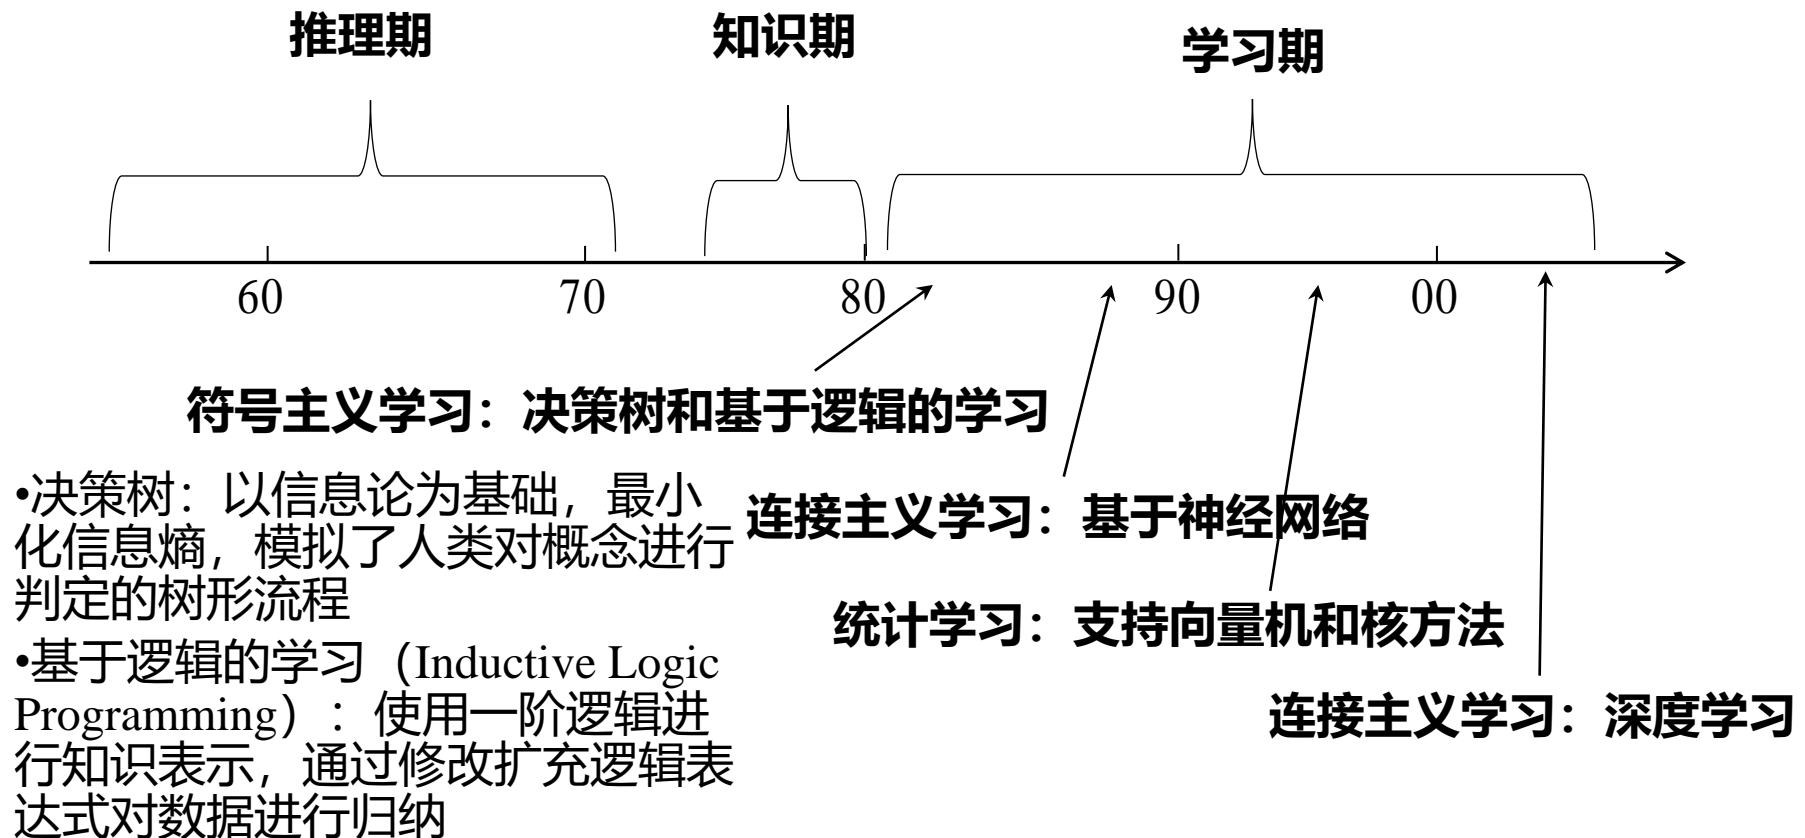 推理期
知识期
学习期
60
70
80
90
00
符号主义学习：决策树和基于逻辑的学习
•决策树：以信息论为基础，最小
化信息熵，模拟了人类对概念进行
判定的树形流程
•基于逻辑的学习（Inductive Logic
Programming）：使用一阶逻辑进
行知识表示，通过修改扩充逻辑表
达式对数据进行归纳
连接主义学习：基于神经网络
统计学习：支持向量机和核方法
连接主义学习：深度学习